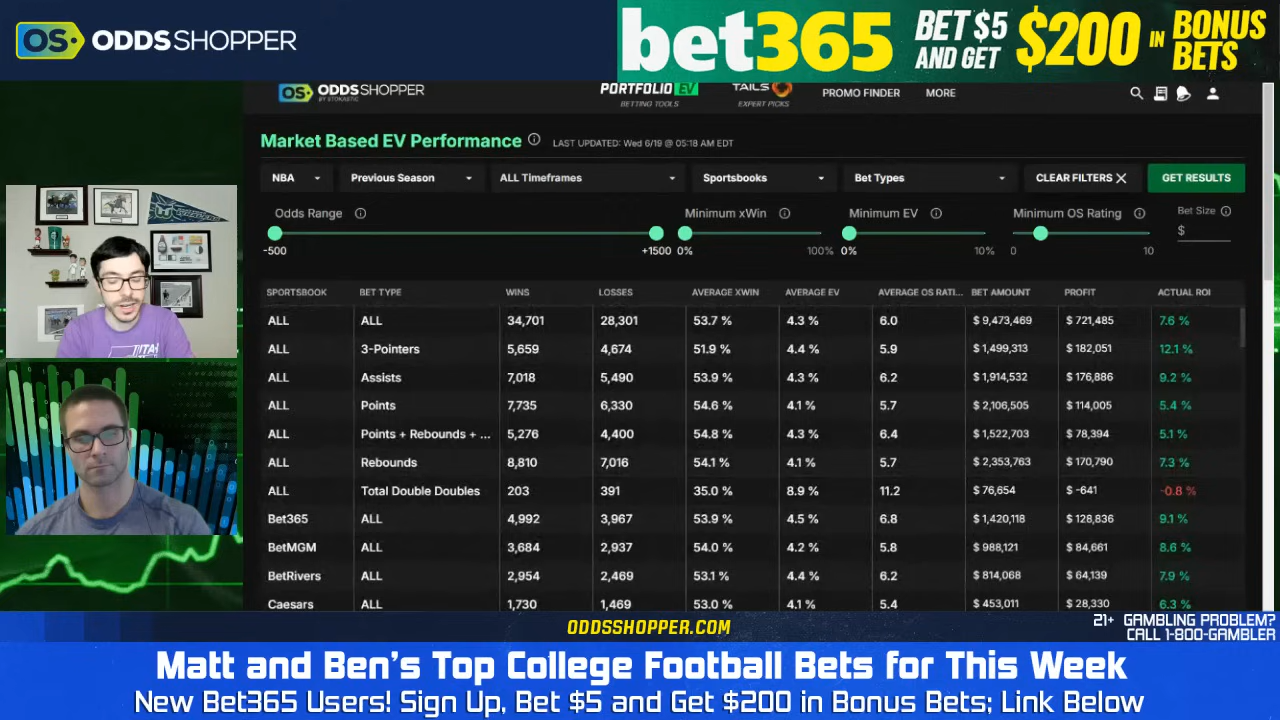 OS ODDSSHOPPER
bet365 BET $5 AND GET $200 IN BONUS BETS
OS ODDSSHOPPER BY STOKASTIC
PORTFOLIO EV BETTING TOOLS
TAILS EXPERT PICKS
PROMO FINDER
MORE
Market Based EV Performance LAST UPDATED: Wed 6/19 @ 05:18 AM EDT
NBA Previous Season ALL Timeframes Sportsbooks Bet Types CLEAR FILTERS X GET RESULTS
Odds Range Minimum xWin Minimum EV Minimum OS Rating Bet Size
$
-500 +1500 0% 100% 0% 10% 0 10
SPORTSBOOK BET TYPE WINS LOSSES AVERAGE XWIN AVERAGE EV AVERAGE OS RATI... BET AMOUNT PROFIT ACTUAL ROI
ALL ALL 34,701 28,301 53.7 % 4.3 % 6.0 $ 9,473,469 $ 721,485 7.6 %
ALL 3-Pointers 5,659 4,674 51.9 % 4.4 % 5.9 $ 1,499,313 $ 182,051 12.1 %
ALL Assists 7,018 5,490 53.9 % 4.3 % 6.2 $ 1,914,532 $ 176,886 9.2 %
ALL Points 7,735 6,330 54.6 % 4.1 % 5.7 $ 2,106,505 $ 114,005 5.4 %
ALL Points + Rebounds + ... 5,276 4,400 54.8 % 4.3 % 6.4 $ 1,522,703 $ 78,394 5.1 %
ALL Rebounds 8,810 7,016 54.1 % 4.1 % 5.7 $ 2,353,763 $ 170,790 7.3 %
ALL Total Double Doubles 203 391 35.0 % 8.9 % 11.2 $ 76,654 $ -641 -0.8 %
Bet365 ALL 4,992 3,967 53.9 % 4.5 % 6.8 $ 1,420,118 $ 128,836 9.1 %
BetMGM ALL 3,684 2,937 54.0 % 4.2 % 5.8 $ 988,121 $ 84,661 8.6 %
BetRivers ALL 2,954 2,469 53.1 % 4.4 % 6.2 $ 814,068 $ 64,139 7.9 %
Caesars ALL 1,730 1,469 53.0 % 4.1 % 5.4 $ 453,011 $ 28,330 6.3 %
ODDSSHOPPER.COM
21+ GAMBLING PROBLEM?
CALL 1-800-GAMBLER
Matt and Ben's Top College Football Bets for This Week
New Bet365 Users! Sign Up, Bet $5 and Get $200 in Bonus Bets; Link Below